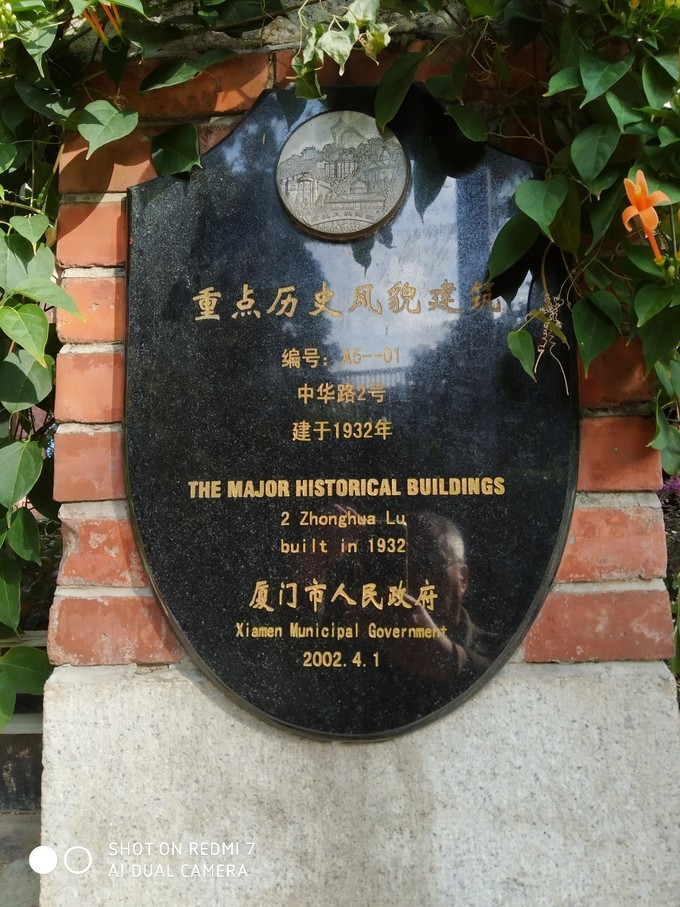 重点历史风貌建筑
编号：A5--01
中华路2号
建于1932年
THE MAJOR HISTORICAL BUILDINGS
2 Zhonghua Lu
built in 1932
厦门市人民政府
Xiamen Municipal Government
2002.4.1
SHOT ON REDMI 7
AI DUAL CAMERA